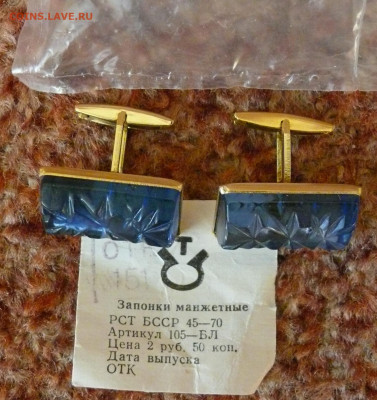 COINS.LAVE.RU
Т
Запонки манжетные
РСТ БССР 45—70
Артикул 105—БЛ
Цена 2 руб. 50 коп.
Дата выпуска
ОТК